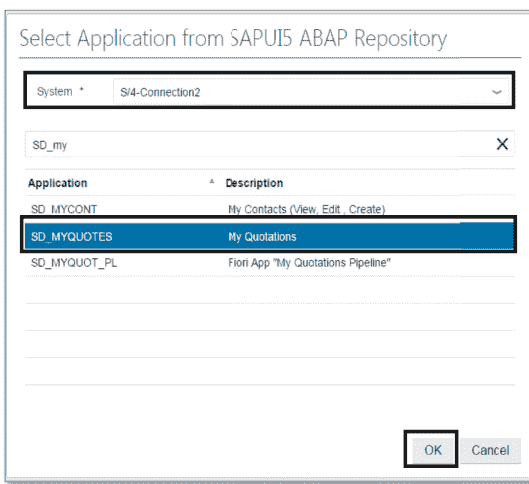 Select Application from SAPUI5 ABAP Repository
System * S/4-Connection2
SD_my X
Application Description
SD_MYCONT My Contacts (View, Edit , Create)
SD_MYQUOTES My Quotations
SD_MYQUOT_PL Fiori App "My Quotations Pipeline"
OK Cancel